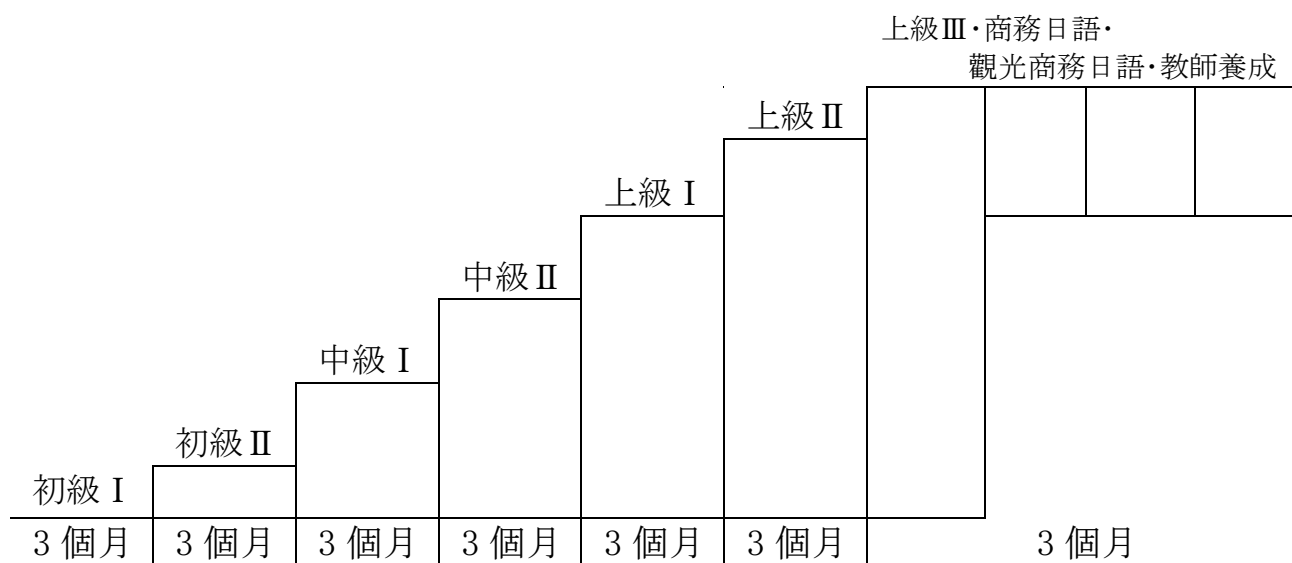 上級Ⅲ・商務日語・
觀光商務日語・教師養成
上級Ⅱ
上級Ⅰ
中級Ⅱ
中級Ⅰ
初級Ⅱ
初級Ⅰ
3個月 3個月 3個月 3個月 3個月 3個月 3個月